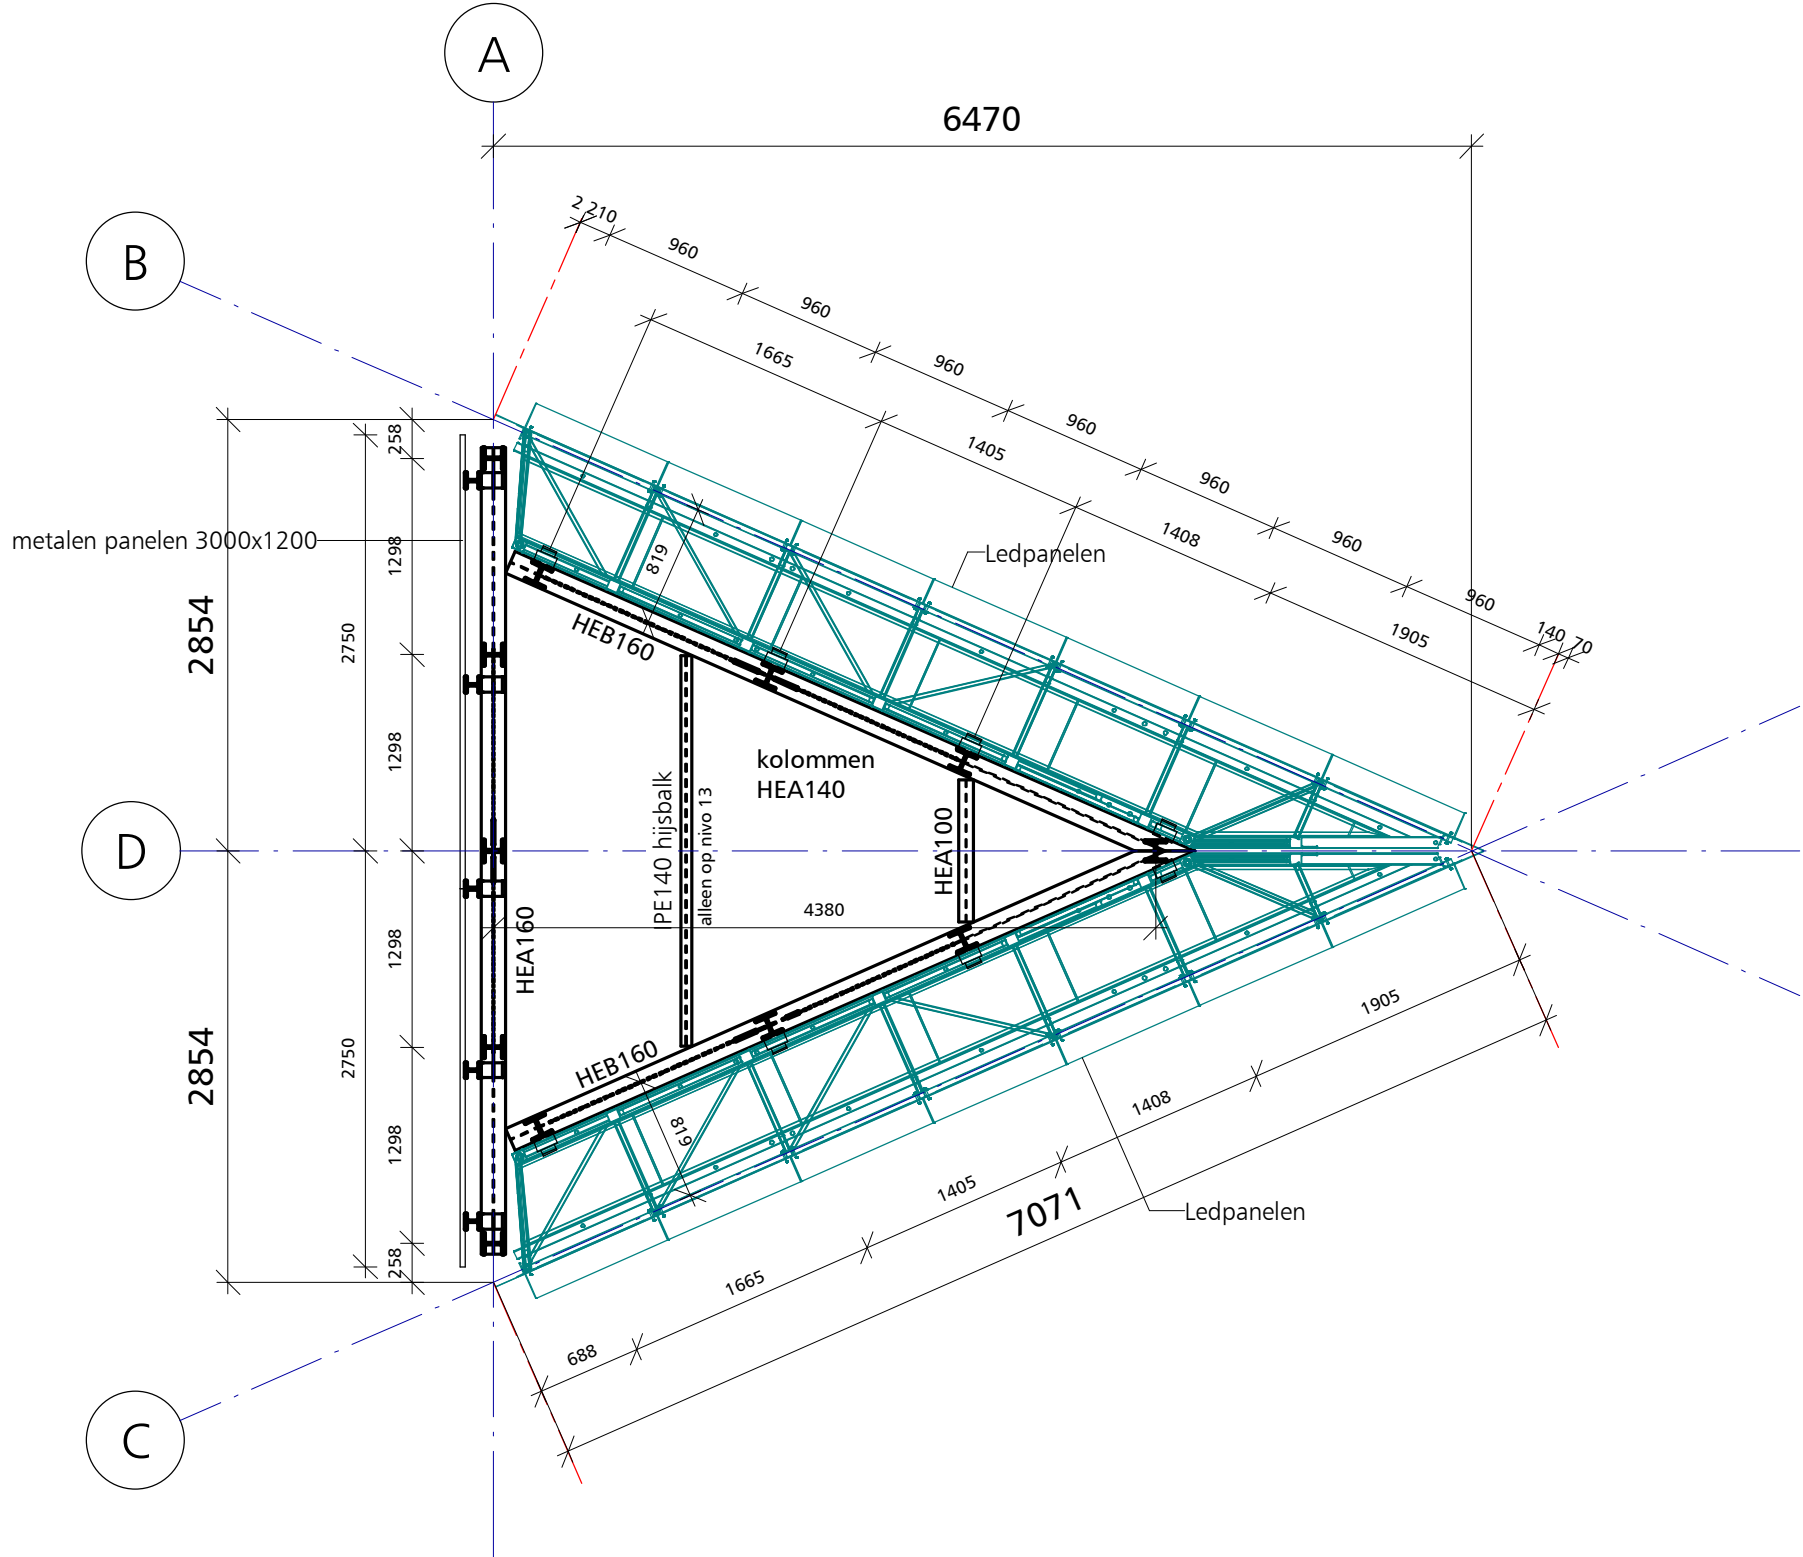 A
6470
B
2
210
960
960
960
960
960
960
960
140
70
1665
1405
1408
1905
258
1298
1298
1298
1298
258
2854
2854
2750
2750
metalen panelen 3000x1200
819
Ledpanelen
HEB160
kolommen
HEA140
IPE140 hijsbalk
alleen op nivo 13
HEA100
D
4380
HEA160
HEB160
819
1905
1408
1405
7071
Ledpanelen
1665
688
C